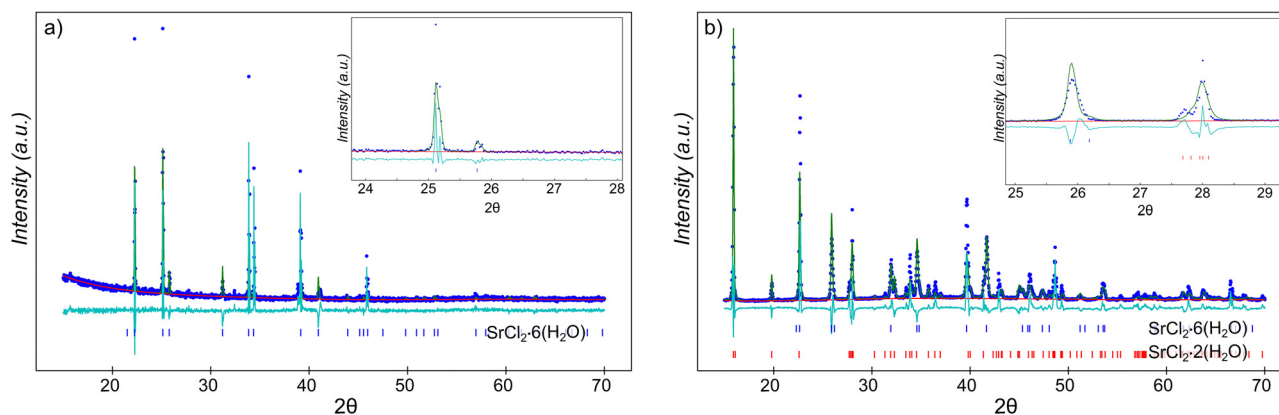 a)
Intensity (a.u.)
Intensity (a.u.)
24 25 26 27 28
2θ
SrCl₂·6(H₂O)
20 30 40 50 60 70
2θ
b)
Intensity (a.u.)
Intensity (a.u.)
25 26 27 28 29
2θ
SrCl₂·6(H₂O)
SrCl₂·2(H₂O)
20 30 40 50 60 70
2θ